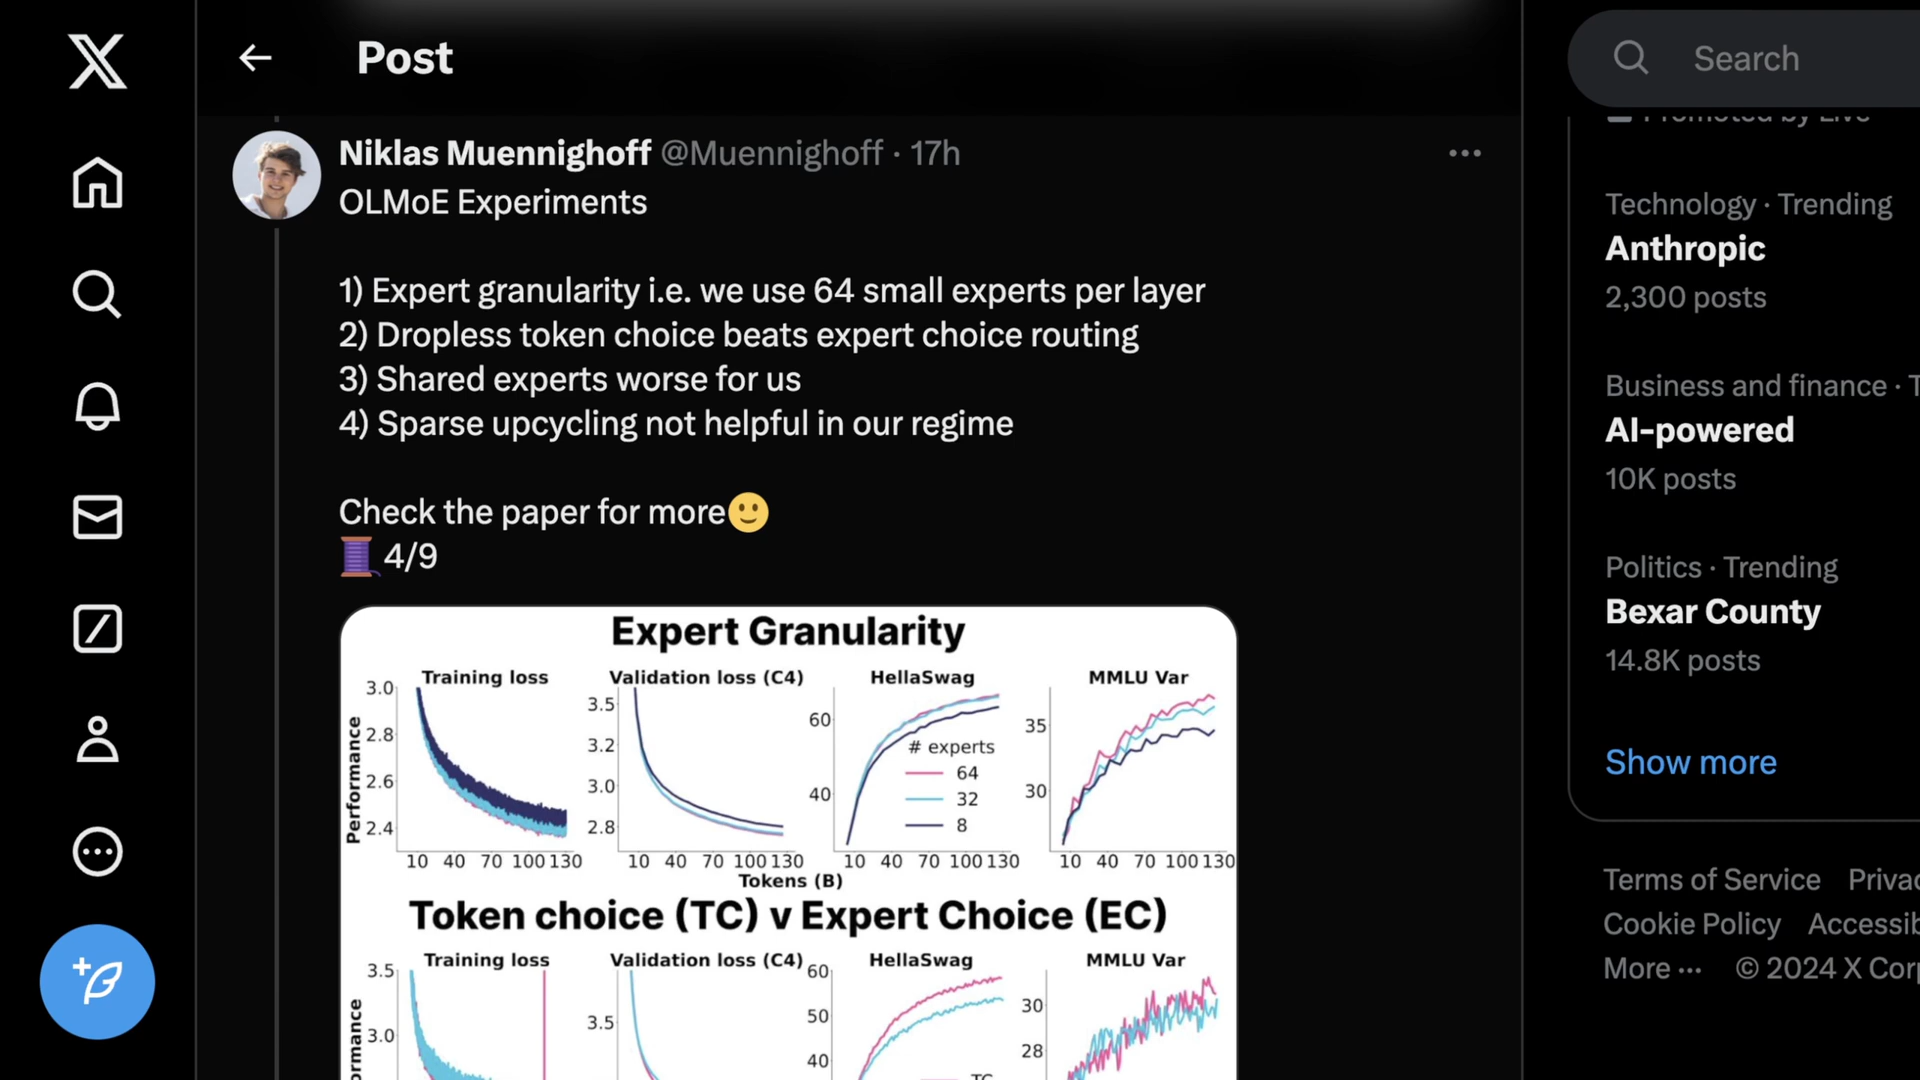 Post
Search
Niklas Muennighoff @Muennighoff · 17h
OLMoE Experiments
1) Expert granularity i.e. we use 64 small experts per layer
2) Dropless token choice beats expert choice routing
3) Shared experts worse for us
4) Sparse upcycling not helpful in our regime
Check the paper for more🙂
🧵 4/9
Expert Granularity
Training loss
Validation loss (C4)
HellaSwag
MMLU Var
Performance
3.0
2.8
2.6
2.4
10 40 70 100 130
3.5
3.2
3.0
2.8
10 40 70 100 130
60
40
# experts
64
32
8
10 40 70 100 130
35
30
10 40 70 100 130
Tokens (B)
Token choice (TC) v Expert Choice (EC)
Training loss
Validation loss (C4)
HellaSwag
MMLU Var
3.5
3.0
3.5
60
50
40
30
28
Technology · Trending
Anthropic
2,300 posts
Business and finance ·
AI-powered
10K posts
Politics · Trending
Bexar County
14.8K posts
Show more
Terms of Service
Cookie Policy
More ··· © 2024 X